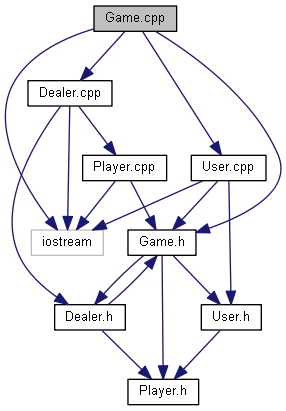 Game.cpp
Dealer.cpp
Player.cpp
User.cpp
iostream
Game.h
Dealer.h
User.h
Player.h